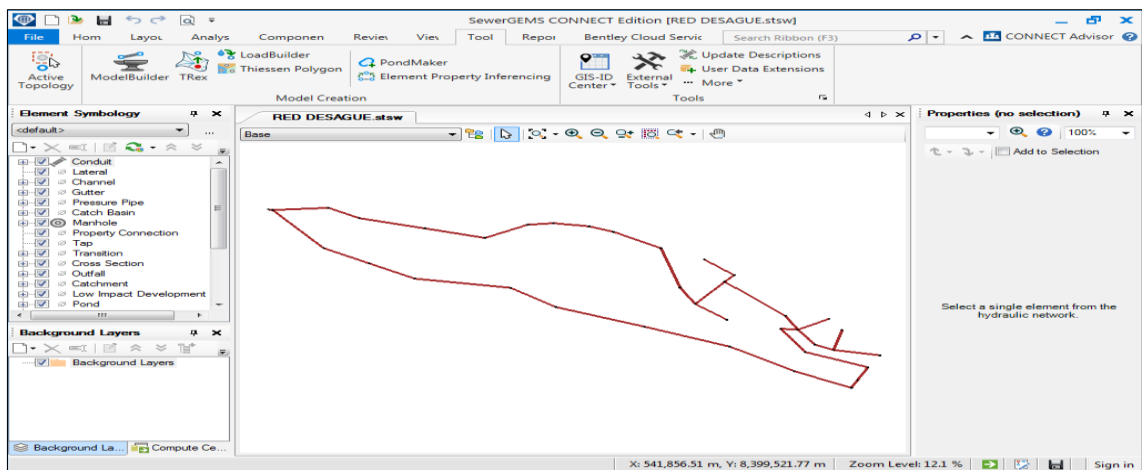 SewerGEMS CONNECT Edition [RED DESAGUE.stsw]
File Hom Layou Analys Componen Review Viev Tool Repor Bentley Cloud Servic Search Ribbon (F3) CONNECT Advisor
Active Topology
ModelBuilder
TRex
LoadBuilder
Thiessen Polygon
PondMaker
Element Property Inferencing
Model Creation
GIS-ID Center
External Tools
Update Descriptions
User Data Extensions
More
Tools
Element Symbology
<default>
Conduit
Lateral
Channel
Gutter
Pressure Pipe
Catch Basin
Manhole
Property Connection
Tap
Transition
Cross Section
Outfall
Catchment
Low Impact Development
Pond
Background Layers
Background Layers
Background La... Compute Ce...
RED DESAGUE.stsw
Base
Properties (no selection)
100%
Add to Selection
Select a single element from the
hydraulic network.
X: 541,856.51 m, Y: 8,399,521.77 m Zoom Level: 12.1 % Sign in